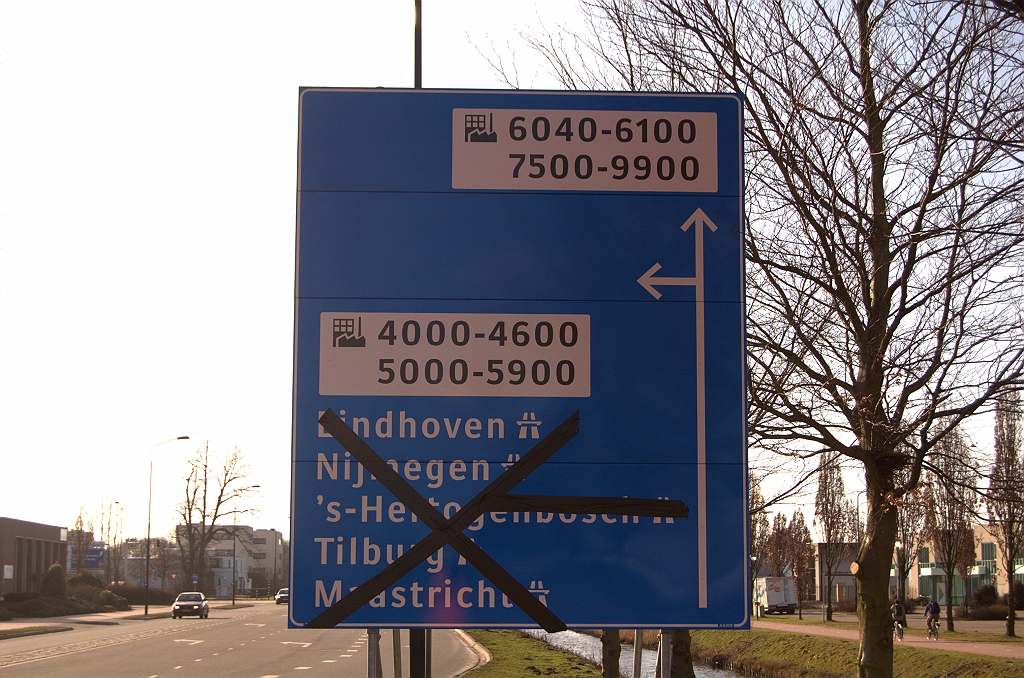 6040-6100
7500-9900
4000-4600
5000-5900
Eindhoven
Nijmegen
's-Hertogenbosch
Tilburg
Maastricht